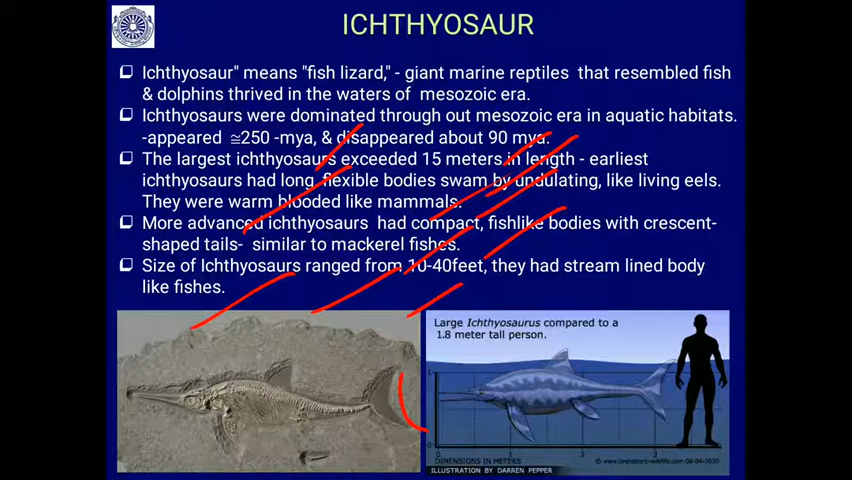 ICHTHYOSAUR
Ichthyosaur" means "fish lizard," - giant marine reptiles that resembled fish
& dolphins thrived in the waters of mesozoic era.
Ichthyosaurs were dominated through out mesozoic era in aquatic habitats.
-appeared ≅250 -mya, & disappeared about 90 mya.
The largest ichthyosaurs exceeded 15 meters in length - earliest
ichthyosaurs had long, flexible bodies swam by undulating, like living eels.
They were warm blooded like mammals.
More advanced ichthyosaurs had compact, fishlike bodies with crescent-
shaped tails- similar to mackerel fishes.
Size of Ichthyosaurs ranged from 10-40feet, they had stream lined body
like fishes.
Large Ichthyosaurus compared to a
1.8 meter tall person.
1
0
0 2 3
DIMENSIONS IN METERS
ILLUSTRATION BY DARREN PEPPER